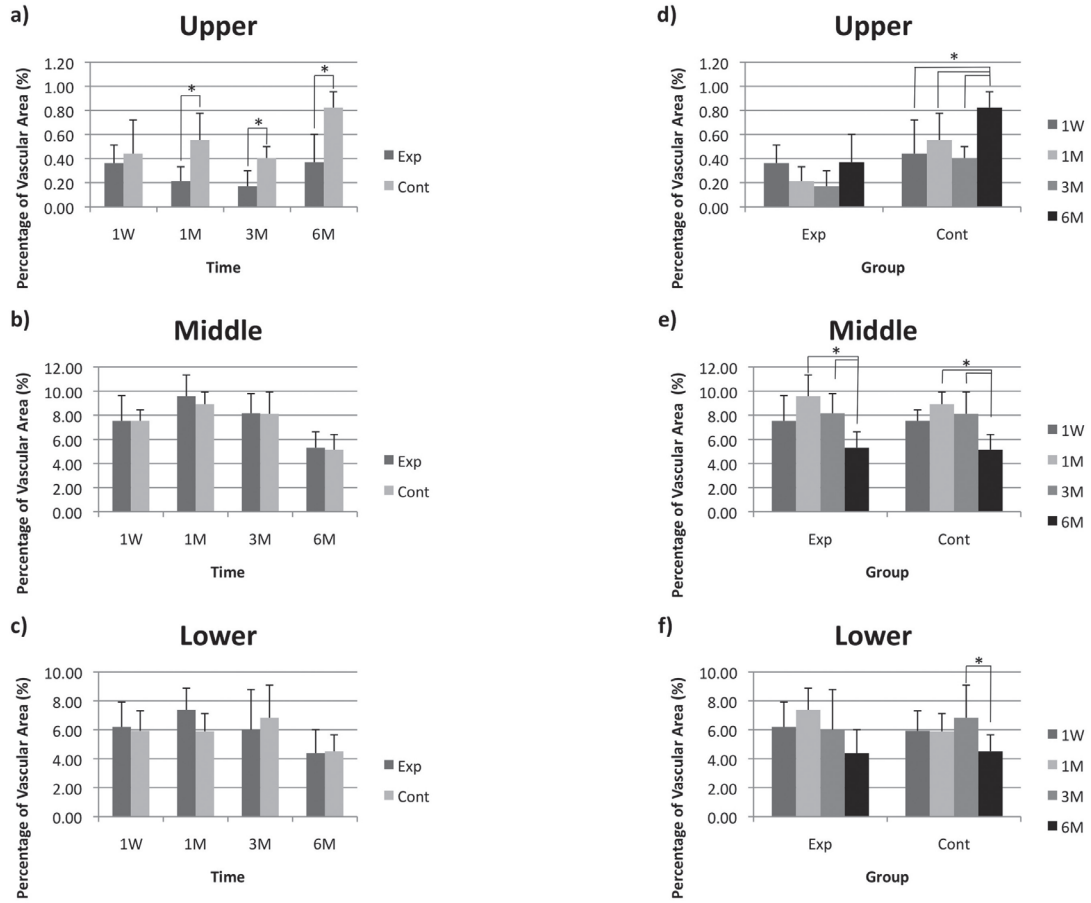 a)
Upper
Percentage of Vascular Area (%)
1.20
1.00
0.80
0.60
0.40
0.20
0.00
*
*
*
1W 1M 3M 6M
Time
Exp
Cont
d)
Upper
Percentage of Vascular Area (%)
1.20
1.00
0.80
0.60
0.40
0.20
0.00
*
Exp Cont
Group
1W
1M
3M
6M
b)
Middle
Percentage of Vascular Area (%)
12.00
10.00
8.00
6.00
4.00
2.00
0.00
1W 1M 3M 6M
Time
Exp
Cont
e)
Middle
Percentage of Vascular Area (%)
12.00
10.00
8.00
6.00
4.00
2.00
0.00
*
*
Exp Cont
Group
1W
1M
3M
6M
c)
Lower
Percentage of Vascular Area (%)
10.00
8.00
6.00
4.00
2.00
0.00
1W 1M 3M 6M
Time
Exp
Cont
f)
Lower
Percentage of Vascular Area (%)
10.00
8.00
6.00
4.00
2.00
0.00
*
Exp Cont
Group
1W
1M
3M
6M